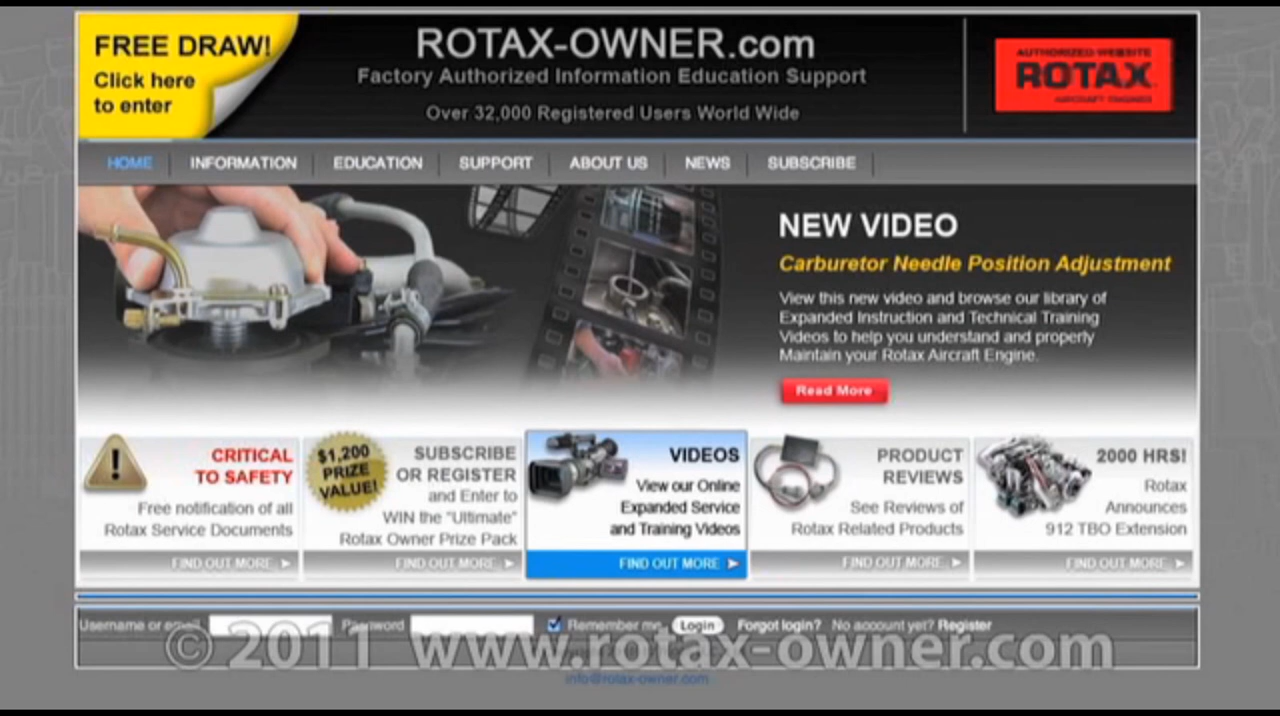 FREE DRAW!
Click here
to enter
ROTAX-OWNER.com
Factory Authorized Information Education Support
Over 32,000 Registered Users World Wide
AUTHORIZED WEBSITE
ROTAX
AIRCRAFT ENGINES
HOME INFORMATION EDUCATION SUPPORT ABOUT US NEWS SUBSCRIBE
NEW VIDEO
Carburetor Needle Position Adjustment
View this new video and browse our library of
Expanded Instruction and Technical Training
Videos to help you understand and properly
Maintain your Rotax Aircraft Engine.
Read More
CRITICAL
TO SAFETY
Free notification of all
Rotax Service Documents
FIND OUT MORE
$1,200
PRIZE
VALUE!
SUBSCRIBE
OR REGISTER
and Enter to
WIN the "Ultimate"
Rotax Owner Prize Pack
FIND OUT MORE
VIDEOS
View our Online
Expanded Service
and Training Videos
FIND OUT MORE
PRODUCT
REVIEWS
See Reviews of
Rotax Related Products
FIND OUT MORE
2000 HRS!
Rotax
Announces
912 TBO Extension
FIND OUT MORE
Username or email Password Remember me Login Forgot login? No account yet? Register
© 2011 www.rotax-owner.com
info@rotax-owner.com